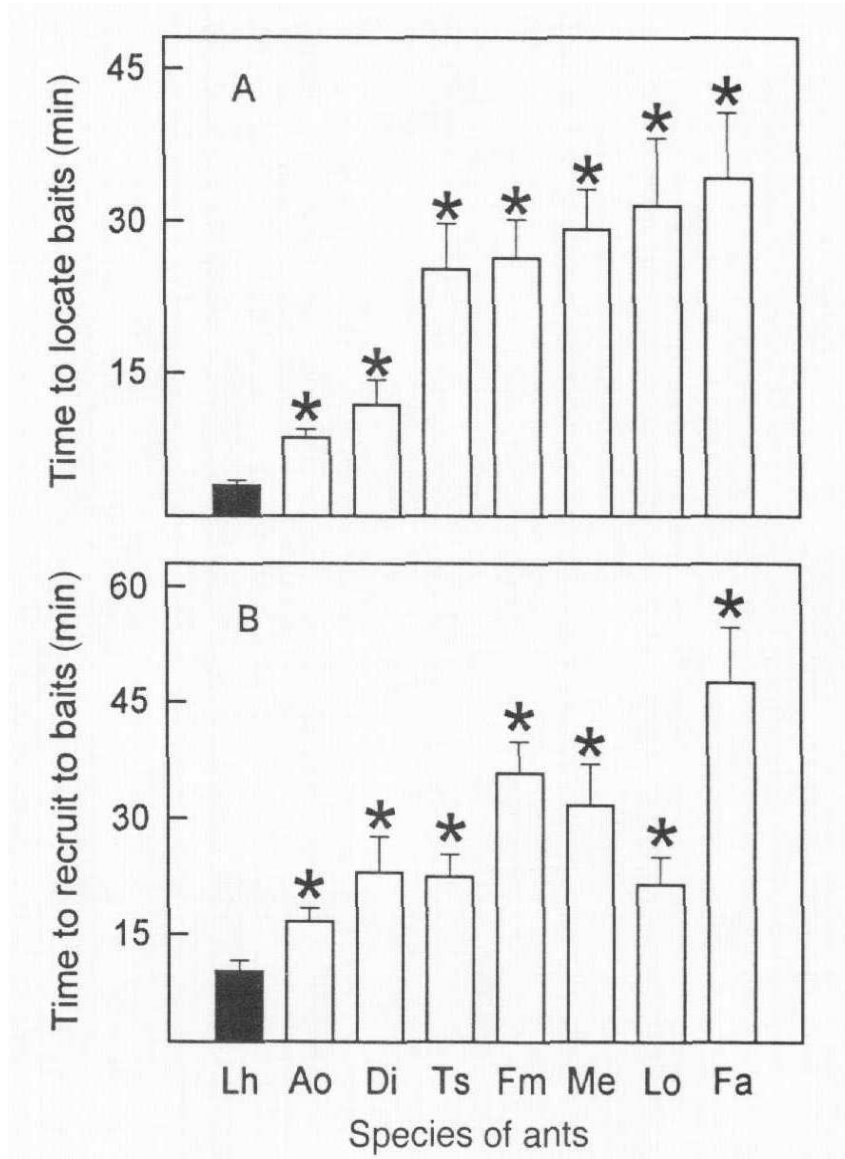 A
Time to locate baits (min)
45
30
15
* * * * * * *
B
Time to recruit to baits (min)
60
45
30
15
* * * * * * *
Lh Ao Di Ts Fm Me Lo Fa
Species of ants